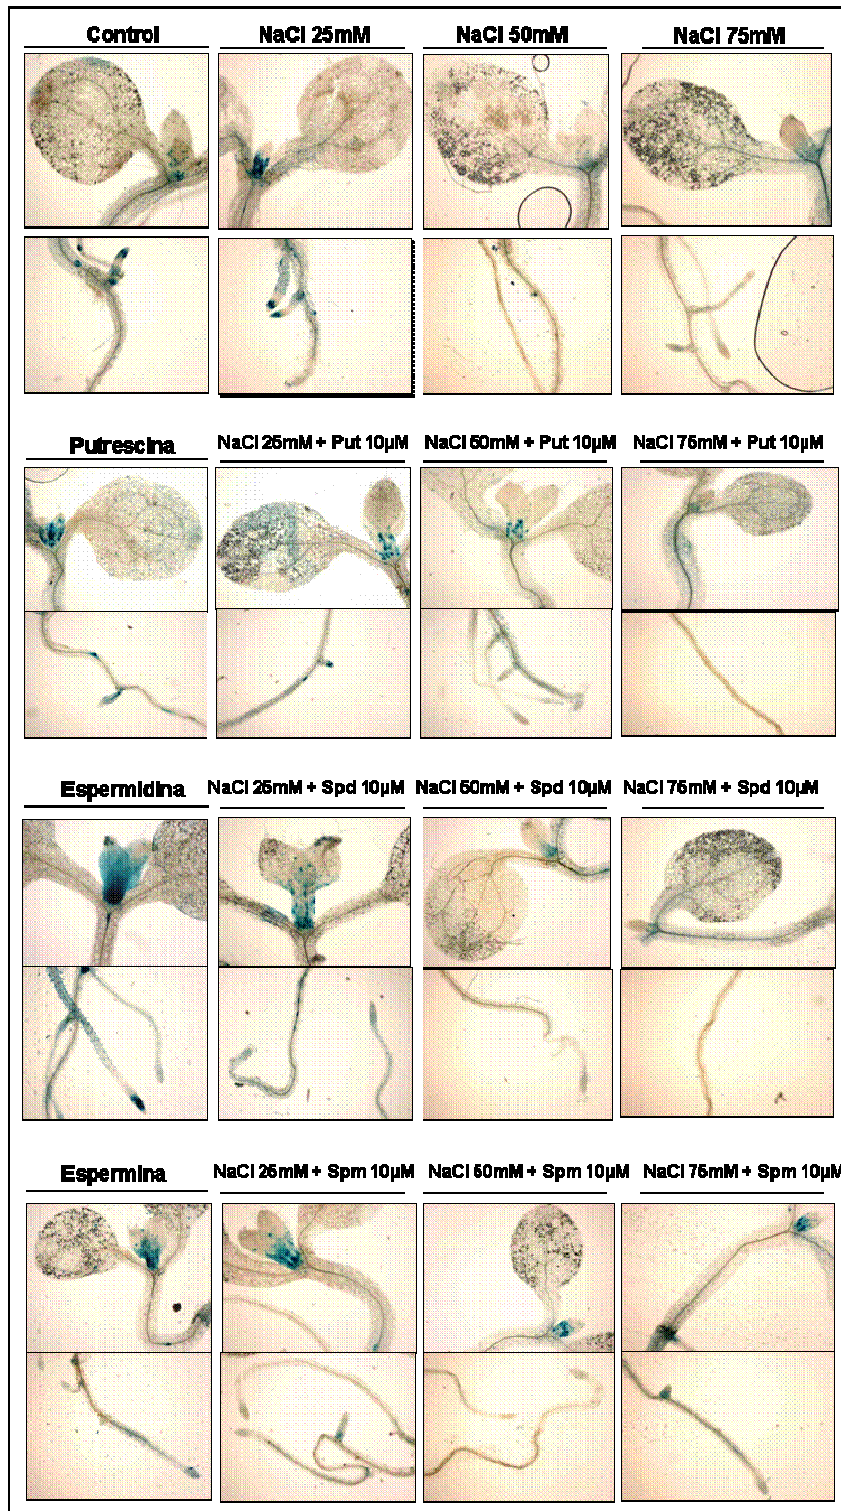 Control NaCl 25mM NaCl 50mM NaCl 75mM
Putrescina NaCl 25mM + Put 10µM NaCl 50mM + Put 10µM NaCl 75mM + Put 10µM
Espermidina NaCl 25mM + Spd 10µM NaCl 50mM + Spd 10µM NaCl 75mM + Spd 10µM
Espermina NaCl 25mM + Spm 10µM NaCl 50mM + Spm 10µM NaCl 75mM + Spm 10µM